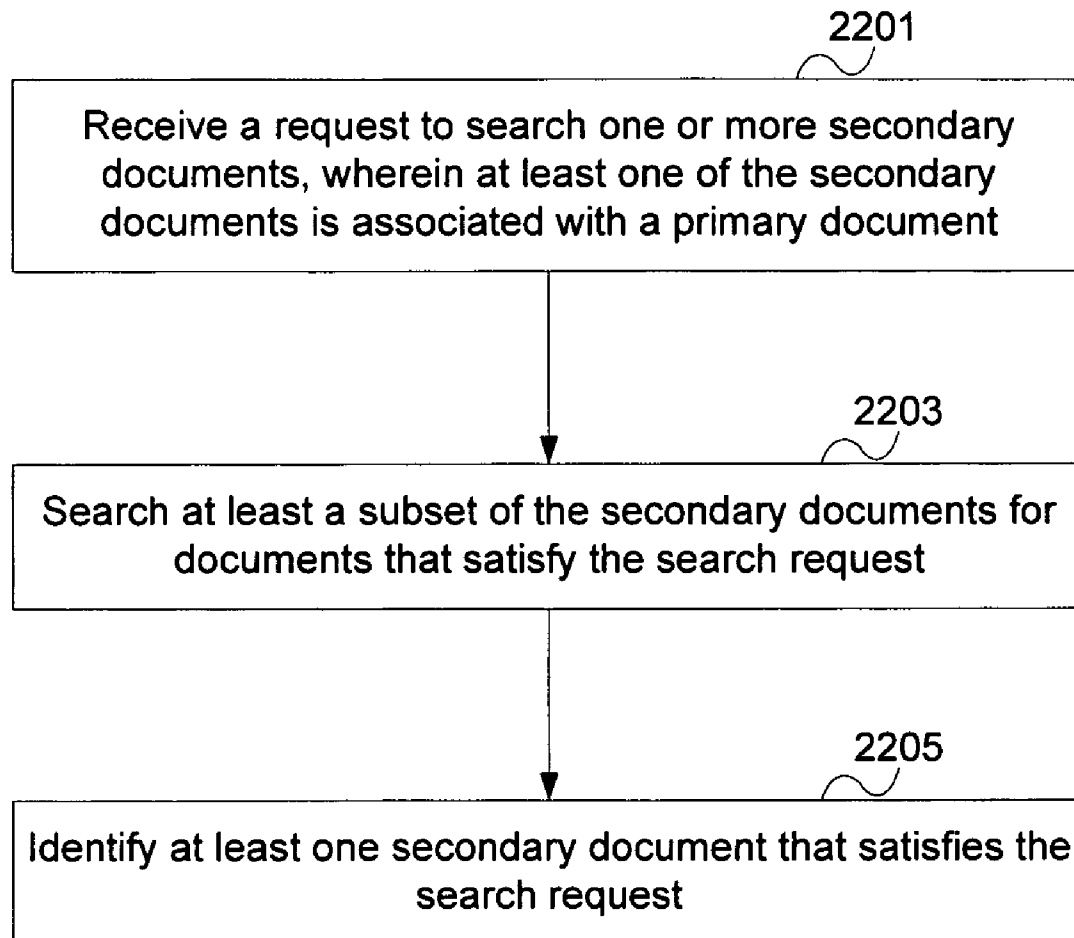 2201
Receive a request to search one or more secondary
documents, wherein at least one of the secondary
documents is associated with a primary document
2203
Search at least a subset of the secondary documents for
documents that satisfy the search request
2205
Identify at least one secondary document that satisfies the
search request